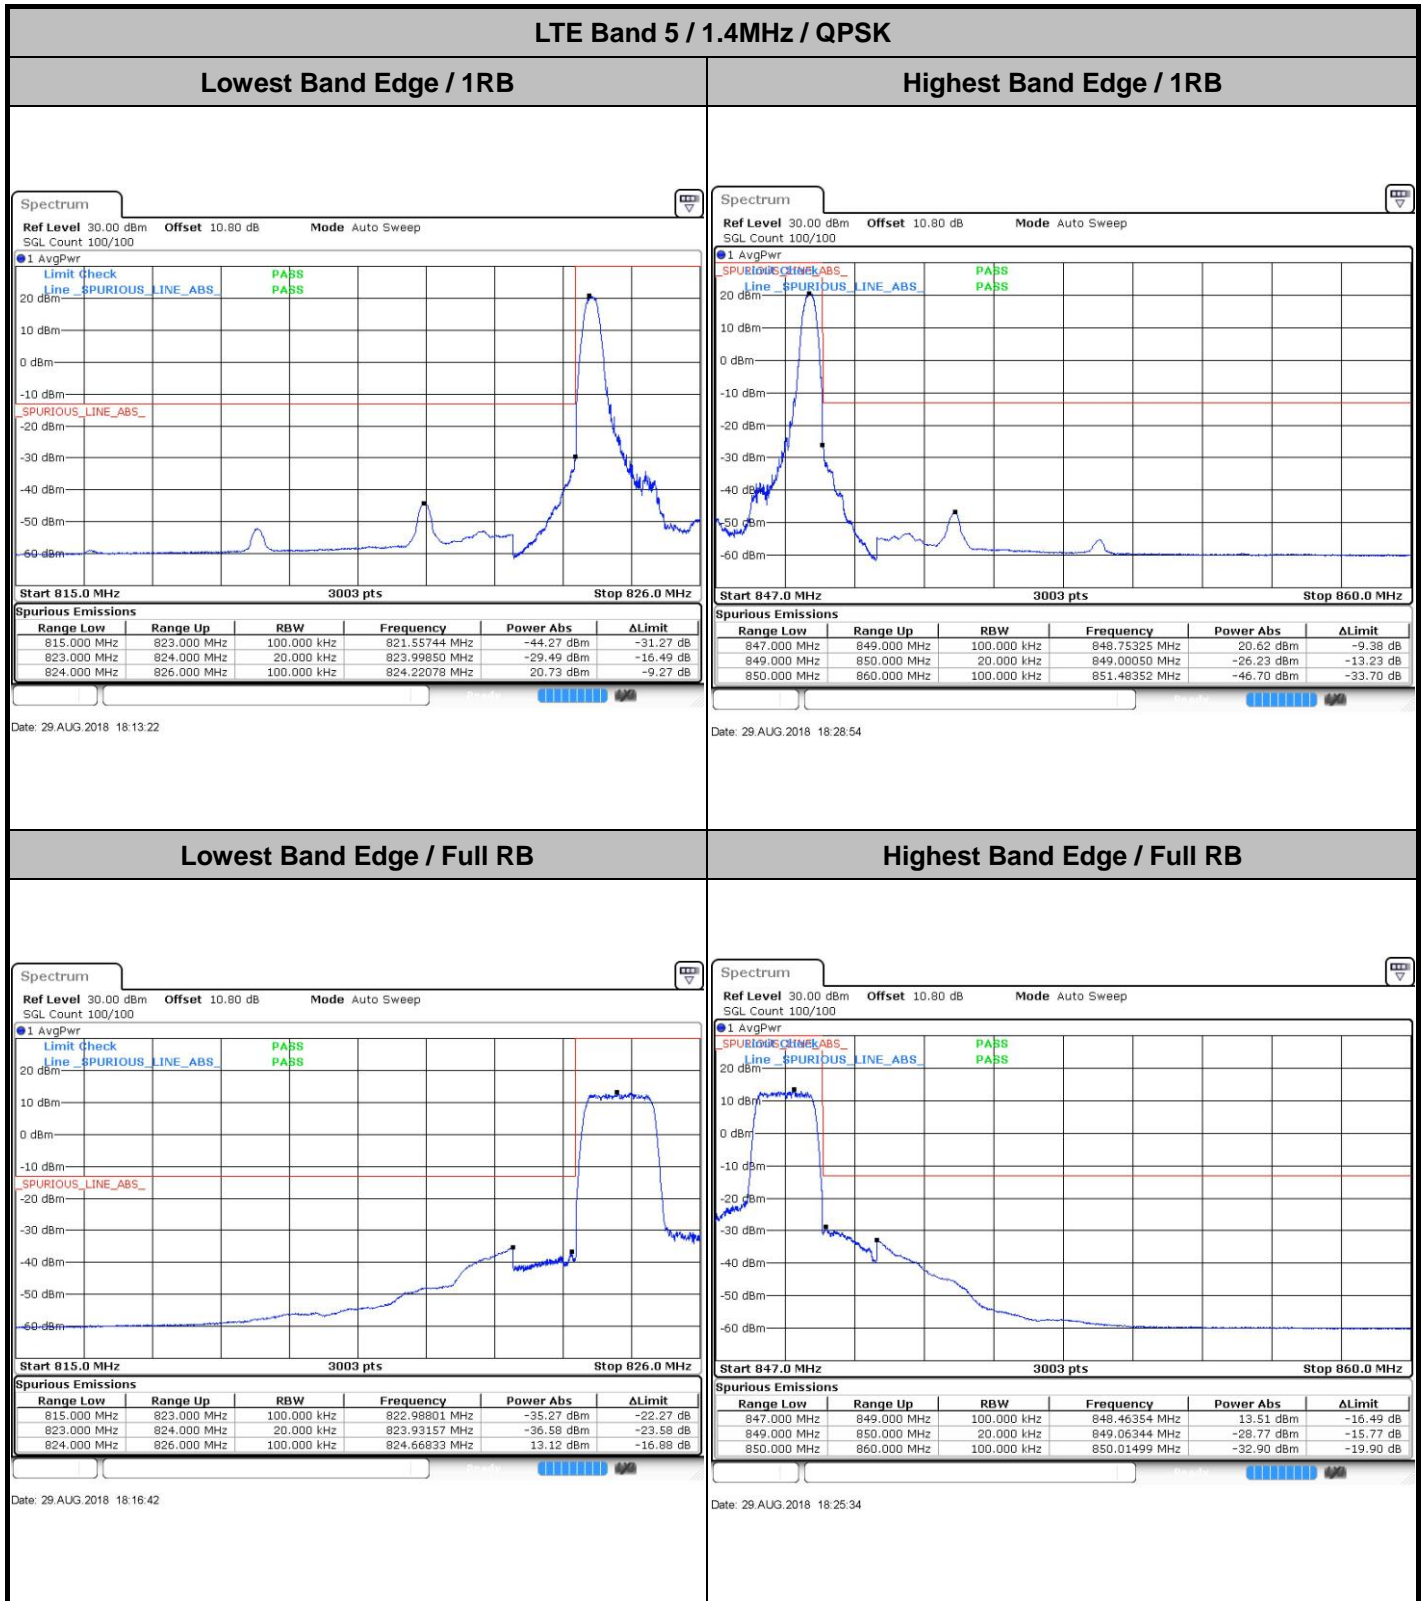 LTE Band 5 / 1.4MHz / QPSK
Lowest Band Edge / 1RB
Highest Band Edge / 1RB
Spectrum
Ref Level 30.00 dBm Offset 10.80 dB Mode Auto Sweep
SGL Count 100/100
1 AvgPwr
Limit Check PASS
Line _SPURIOUS_LINE_ABS_ PASS
20 dBm
10 dBm
0 dBm
-10 dBm
_SPURIOUS_LINE_ABS_
-20 dBm
-30 dBm
-40 dBm
-50 dBm
-60 dBm
Start 815.0 MHz 3003 pts Stop 826.0 MHz
Spurious Emissions
Range Low Range Up RBW Frequency Power Abs ΔLimit
815.000 MHz 823.000 MHz 100.000 kHz 821.55744 MHz -44.27 dBm -31.27 dB
823.000 MHz 824.000 MHz 20.000 kHz 823.99850 MHz -29.49 dBm -16.49 dB
824.000 MHz 826.000 MHz 100.000 kHz 824.22078 MHz 20.73 dBm -9.27 dB
Date: 29.AUG.2018 18:13:22
Spectrum
Ref Level 30.00 dBm Offset 10.80 dB Mode Auto Sweep
SGL Count 100/100
1 AvgPwr
_SPURIOUS_LINE_ABS_
Limit Check PASS
Line _SPURIOUS_LINE_ABS_ PASS
20 dBm
10 dBm
0 dBm
-10 dBm
-20 dBm
-30 dBm
-40 dBm
-50 dBm
-60 dBm
Start 847.0 MHz 3003 pts Stop 860.0 MHz
Spurious Emissions
Range Low Range Up RBW Frequency Power Abs ΔLimit
847.000 MHz 849.000 MHz 100.000 kHz 848.75325 MHz 20.62 dBm -9.38 dB
849.000 MHz 850.000 MHz 20.000 kHz 849.00050 MHz -26.23 dBm -13.23 dB
850.000 MHz 860.000 MHz 100.000 kHz 851.48352 MHz -46.70 dBm -33.70 dB
Date: 29.AUG.2018 18:28:54
Lowest Band Edge / Full RB
Highest Band Edge / Full RB
Spectrum
Ref Level 30.00 dBm Offset 10.80 dB Mode Auto Sweep
SGL Count 100/100
1 AvgPwr
Limit Check PASS
Line _SPURIOUS_LINE_ABS_ PASS
20 dBm
10 dBm
0 dBm
-10 dBm
_SPURIOUS_LINE_ABS_
-20 dBm
-30 dBm
-40 dBm
-50 dBm
-60 dBm
Start 815.0 MHz 3003 pts Stop 826.0 MHz
Spurious Emissions
Range Low Range Up RBW Frequency Power Abs ΔLimit
815.000 MHz 823.000 MHz 100.000 kHz 822.98801 MHz -35.27 dBm -22.27 dB
823.000 MHz 824.000 MHz 20.000 kHz 823.93157 MHz -36.58 dBm -23.58 dB
824.000 MHz 826.000 MHz 100.000 kHz 824.66833 MHz 13.12 dBm -16.88 dB
Date: 29.AUG.2018 18:16:42
Spectrum
Ref Level 30.00 dBm Offset 10.80 dB Mode Auto Sweep
SGL Count 100/100
1 AvgPwr
_SPURIOUS_LINE_ABS_
Limit Check PASS
Line _SPURIOUS_LINE_ABS_ PASS
20 dBm
10 dBm
0 dBm
-10 dBm
-20 dBm
-30 dBm
-40 dBm
-50 dBm
-60 dBm
Start 847.0 MHz 3003 pts Stop 860.0 MHz
Spurious Emissions
Range Low Range Up RBW Frequency Power Abs ΔLimit
847.000 MHz 849.000 MHz 100.000 kHz 848.46354 MHz 13.51 dBm -16.49 dB
849.000 MHz 850.000 MHz 20.000 kHz 849.06344 MHz -28.77 dBm -15.77 dB
850.000 MHz 860.000 MHz 100.000 kHz 850.01499 MHz -32.90 dBm -19.90 dB
Date: 29.AUG.2018 18:25:34